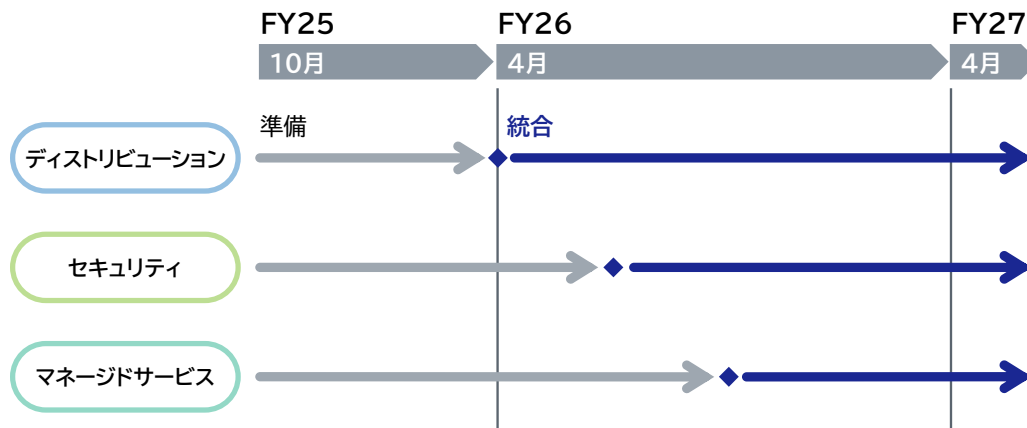 FY25
FY26
FY27
10月
4月
4月
準備
統合
ディストリビューション
セキュリティ
マネージドサービス